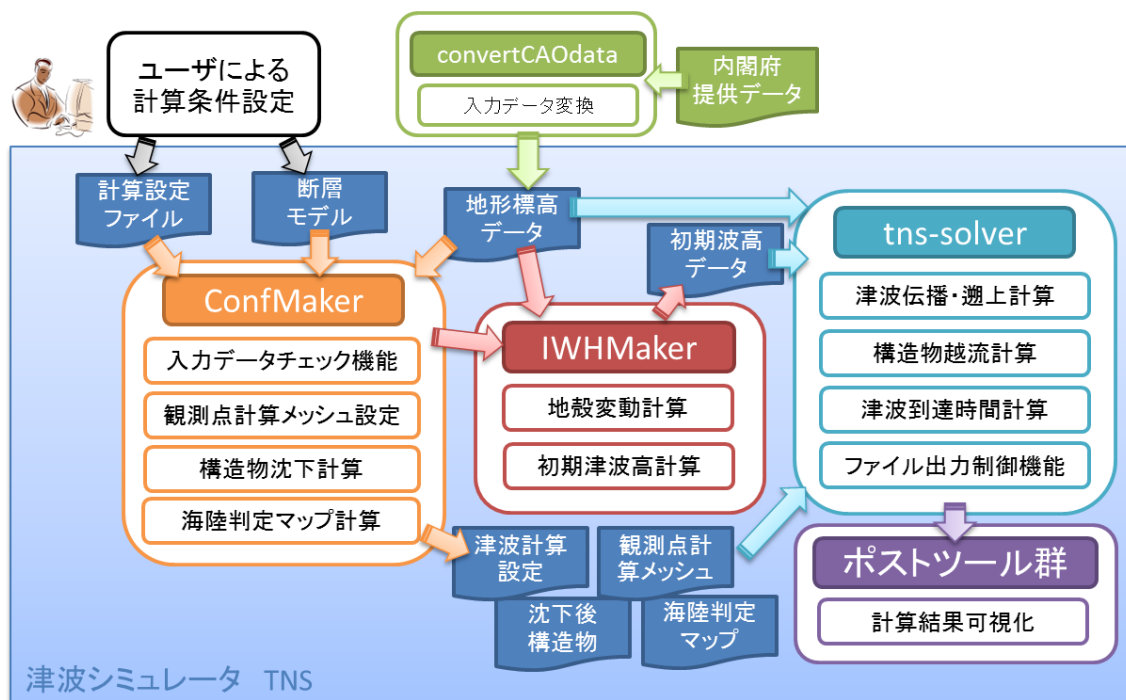 ユーザによる
計算条件設定
convertCAOdata
入力データ変換
内閣府
提供データ
計算設定
ファイル
断層
モデル
地形標高
データ
初期波高
データ
ConfMaker
入力データチェック機能
観測点計算メッシュ設定
構造物沈下計算
海陸判定マップ計算
IWHMaker
地殻変動計算
初期津波高計算
tns-solver
津波伝播・遡上計算
構造物越流計算
津波到達時間計算
ファイル出力制御機能
津波計算
設定
観測点計
算メッシュ
沈下後
構造物
海陸判定
マップ
ポストツール群
計算結果可視化
津波シミュレータ TNS